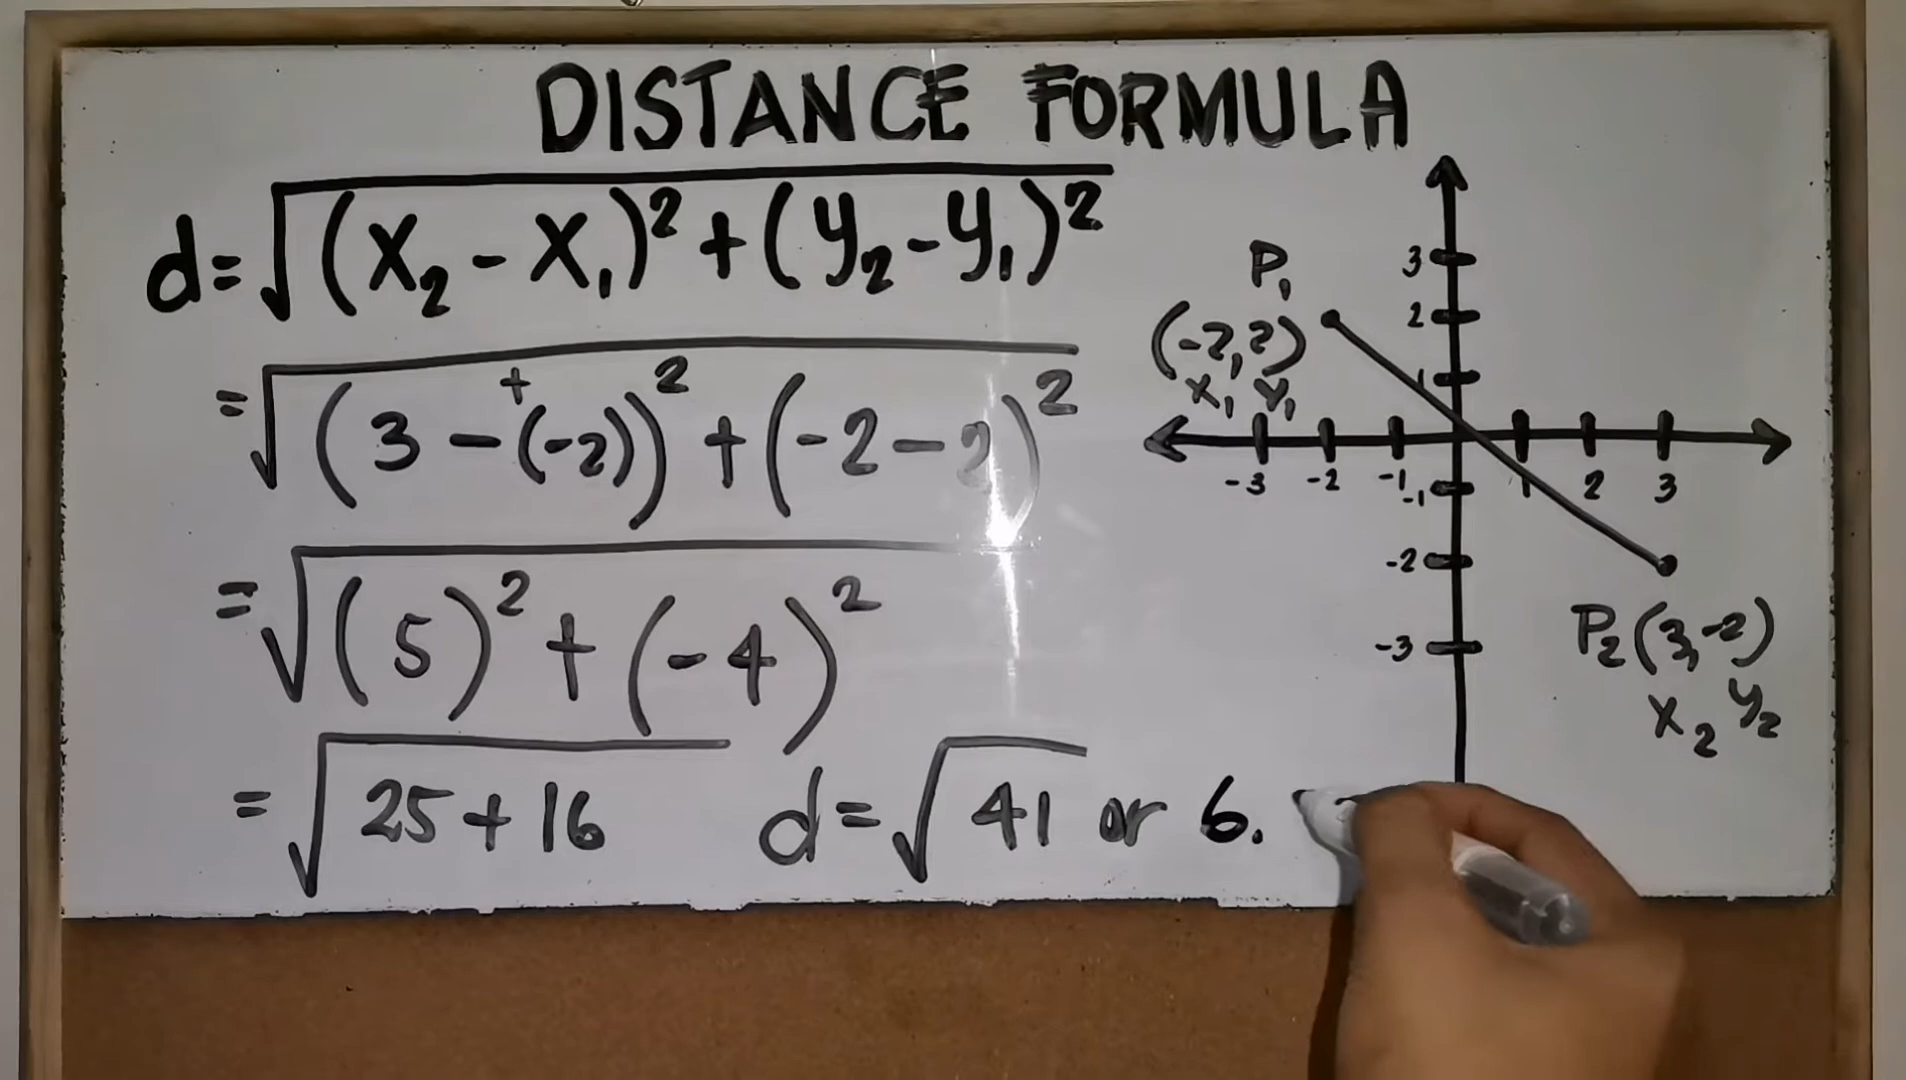 DISTANCE FORMULA
d=√(x₂-x₁)²+(y₂-y₁)²
=√(3-⁺(-2))²+(-2-2)²
=√(5)²+(-4)²
=√25+16 d=√41 or 6.
P₁
(-2,2)
x₁ y₁
3
2
1
-3 -2 -1 1 2 3
-1
-2
-3
P₂(3,-2)
x₂ y₂